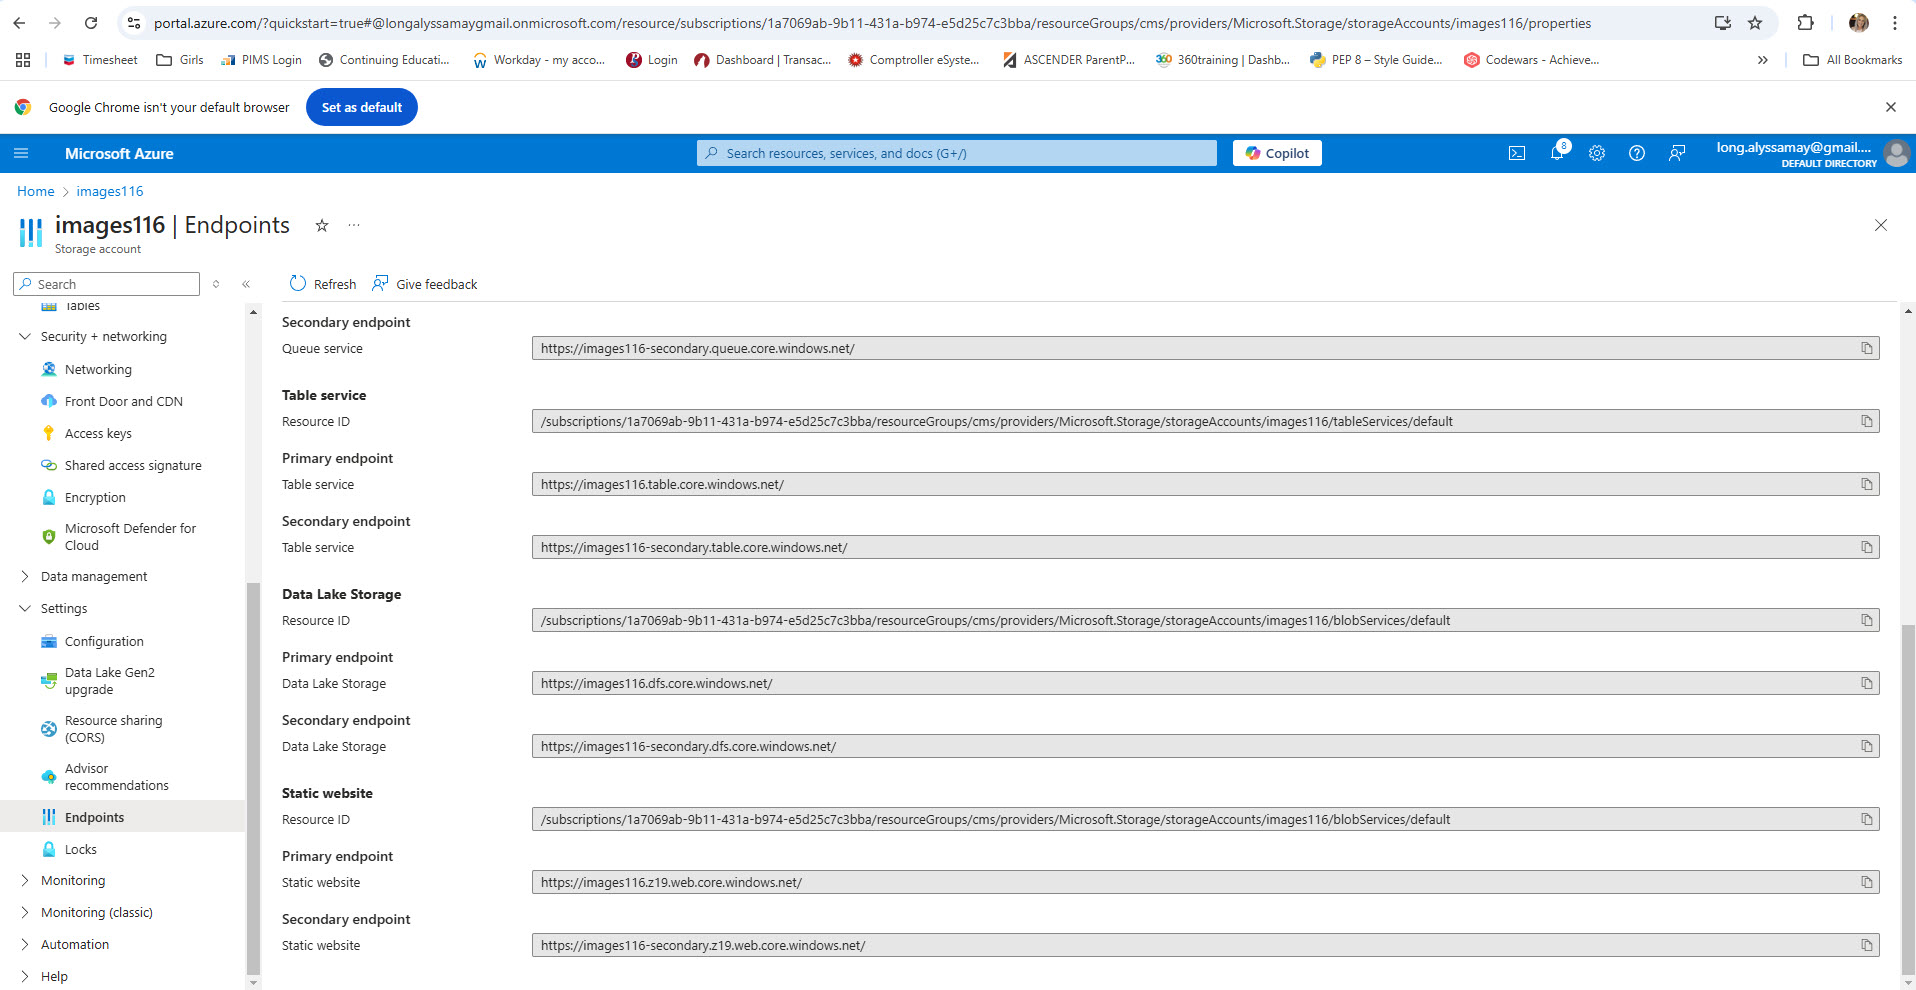 portal.azure.com/?quickstart=true#@longalyssamaygmail.onmicrosoft.com/resource/subscriptions/1a7069ab-9b11-431a-b974-e5d25c7c3bba/resourceGroups/cms/providers/Microsoft.Storage/storageAccounts/images116/properties
Timesheet Girls PIMS Login Continuing Educati... Workday - my acco... Login Dashboard | Transac... Comptroller eSyste... ASCENDER ParentP... 360training | Dashb... PEP 8 – Style Guide... Codewars - Achieve... » All Bookmarks
Google Chrome isn't your default browser Set as default
Microsoft Azure Search resources, services, and docs (G+/) Copilot 8 long.alyssamay@gmail....
DEFAULT DIRECTORY
Home > images116
images116 | Endpoints ...
Storage account
Search
Refresh Give feedback
Tables
Security + networking
Networking
Front Door and CDN
Access keys
Shared access signature
Encryption
Microsoft Defender for
Cloud
Data management
Settings
Configuration
Data Lake Gen2
upgrade
Resource sharing
(CORS)
Advisor
recommendations
Endpoints
Locks
Monitoring
Monitoring (classic)
Automation
Help
Secondary endpoint
Queue service https://images116-secondary.queue.core.windows.net/
Table service
Resource ID /subscriptions/1a7069ab-9b11-431a-b974-e5d25c7c3bba/resourceGroups/cms/providers/Microsoft.Storage/storageAccounts/images116/tableServices/default
Primary endpoint
Table service https://images116.table.core.windows.net/
Secondary endpoint
Table service https://images116-secondary.table.core.windows.net/
Data Lake Storage
Resource ID /subscriptions/1a7069ab-9b11-431a-b974-e5d25c7c3bba/resourceGroups/cms/providers/Microsoft.Storage/storageAccounts/images116/blobServices/default
Primary endpoint
Data Lake Storage https://images116.dfs.core.windows.net/
Secondary endpoint
Data Lake Storage https://images116-secondary.dfs.core.windows.net/
Static website
Resource ID /subscriptions/1a7069ab-9b11-431a-b974-e5d25c7c3bba/resourceGroups/cms/providers/Microsoft.Storage/storageAccounts/images116/blobServices/default
Primary endpoint
Static website https://images116.z19.web.core.windows.net/
Secondary endpoint
Static website https://images116-secondary.z19.web.core.windows.net/